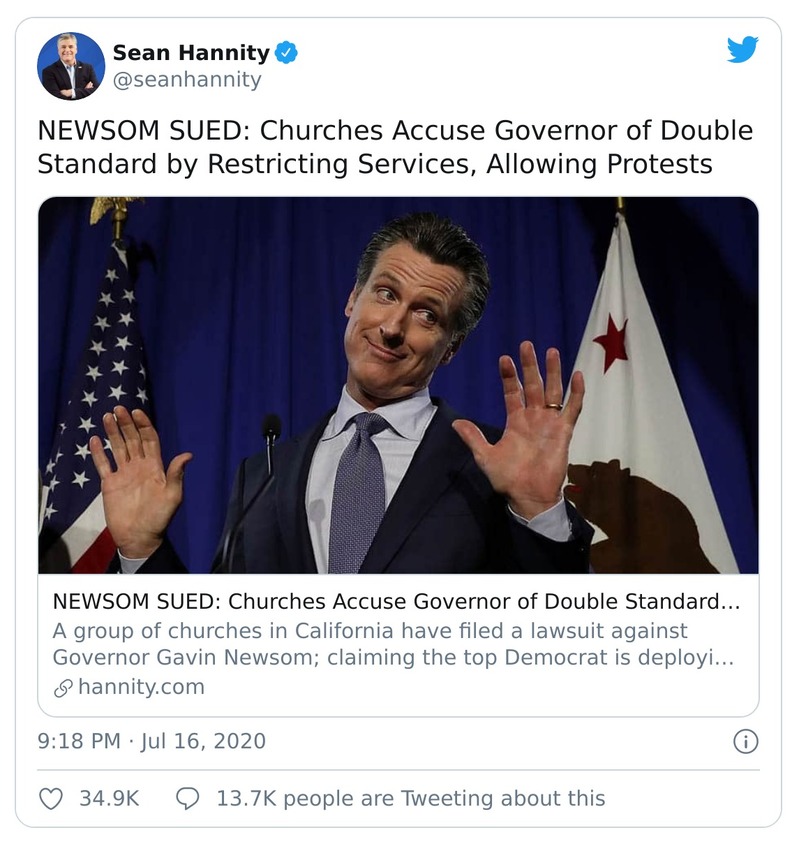 Sean Hannity
@seanhannity
NEWSOM SUED: Churches Accuse Governor of Double
Standard by Restricting Services, Allowing Protests
NEWSOM SUED: Churches Accuse Governor of Double Standard...
A group of churches in California have filed a lawsuit against
Governor Gavin Newsom; claiming the top Democrat is deployi...
hannity.com
9:18 PM · Jul 16, 2020
34.9K 13.7K people are Tweeting about this